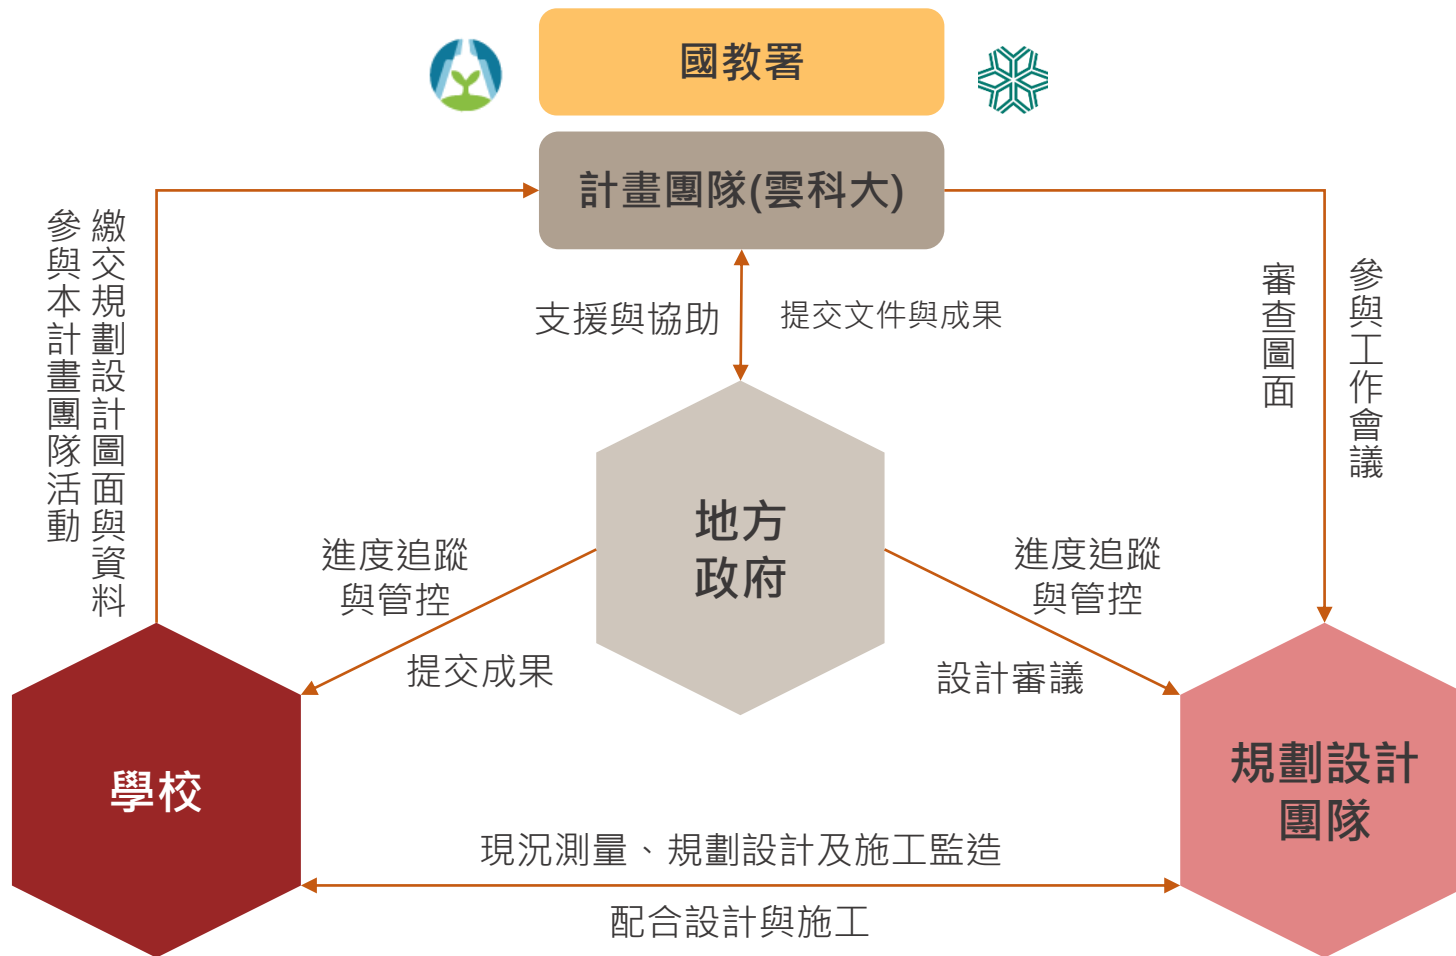 國教署
計畫團隊(雲科大)
繳交規劃設計圖面與資料
參與本計畫團隊活動
支援與協助
提交文件與成果
參與工作會議
審查圖面
地方
政府
進度追蹤
與管控
提交成果
進度追蹤
與管控
設計審議
學校
規劃設計
團隊
現況測量、規劃設計及施工監造
配合設計與施工